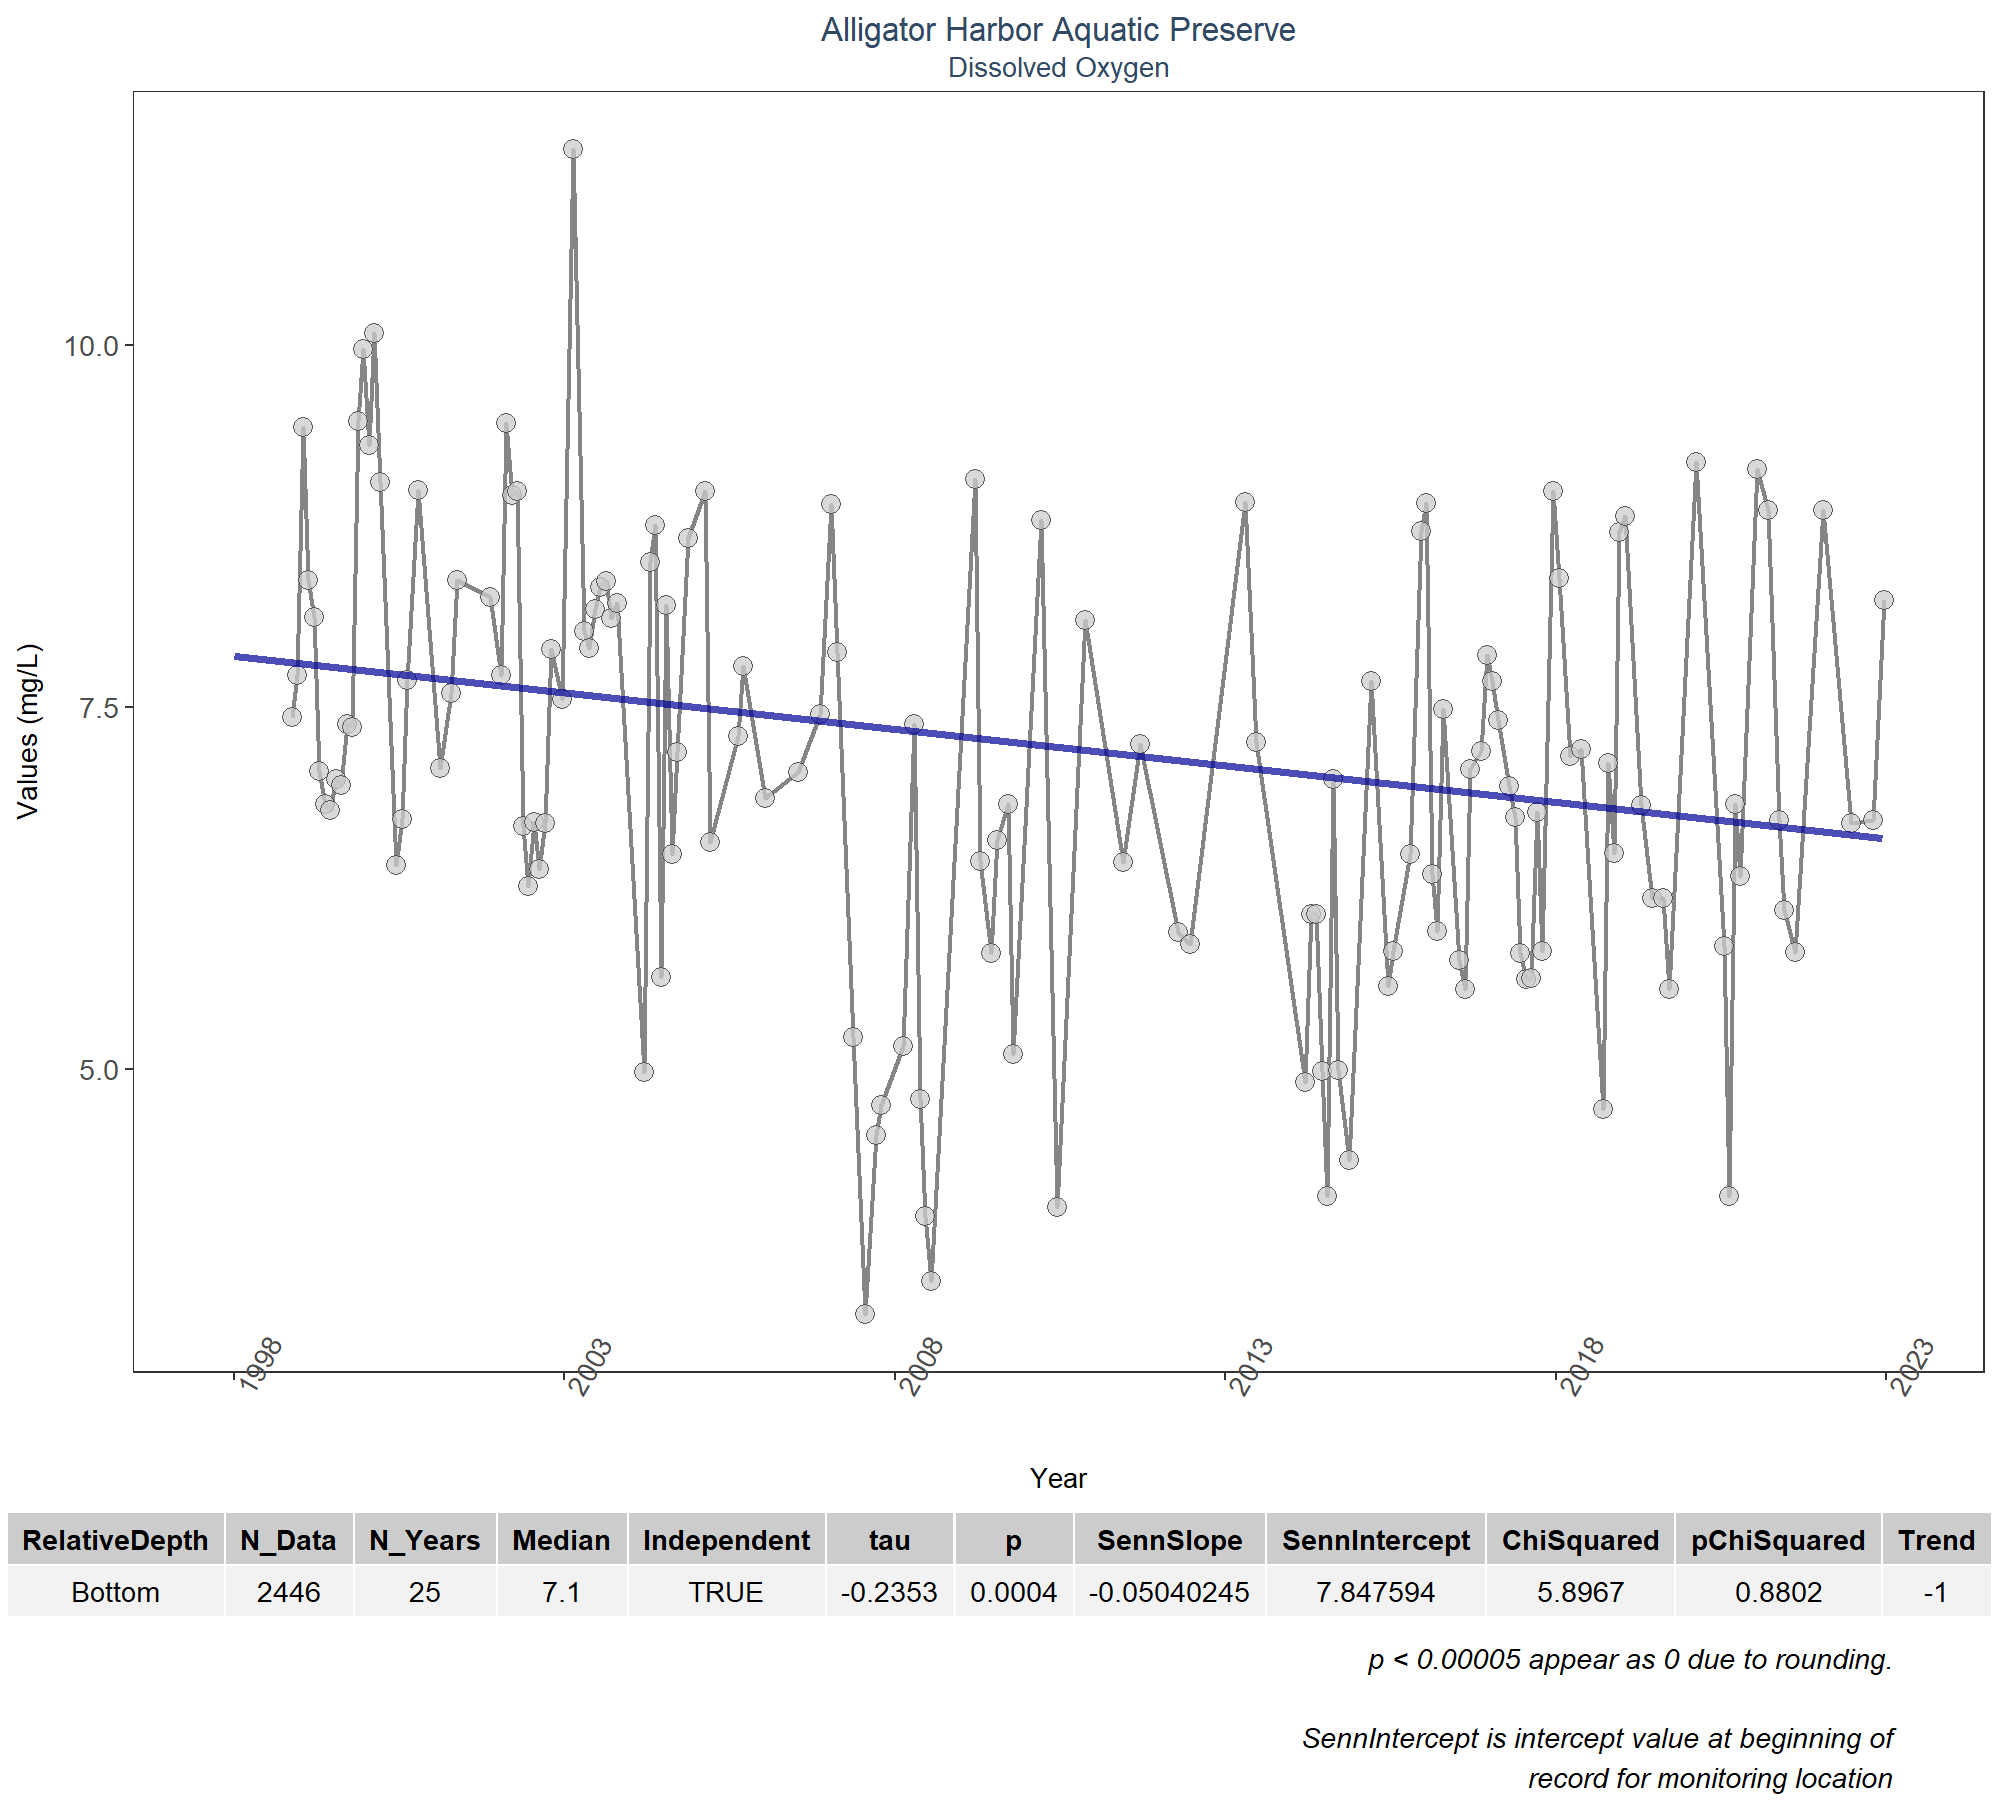 Alligator Harbor Aquatic Preserve
Dissolved Oxygen
Values (mg/L)
10.0
7.5
5.0
1998 2003 2008 2013 2018 2023
Year
RelativeDepth N_Data N_Years Median Independent tau p SennSlope SennIntercept ChiSquared pChiSquared Trend
Bottom 2446 25 7.1 TRUE -0.2353 0.0004 -0.05040245 7.847594 5.8967 0.8802 -1
p < 0.00005 appear as 0 due to rounding.
SennIntercept is intercept value at beginning of
record for monitoring location